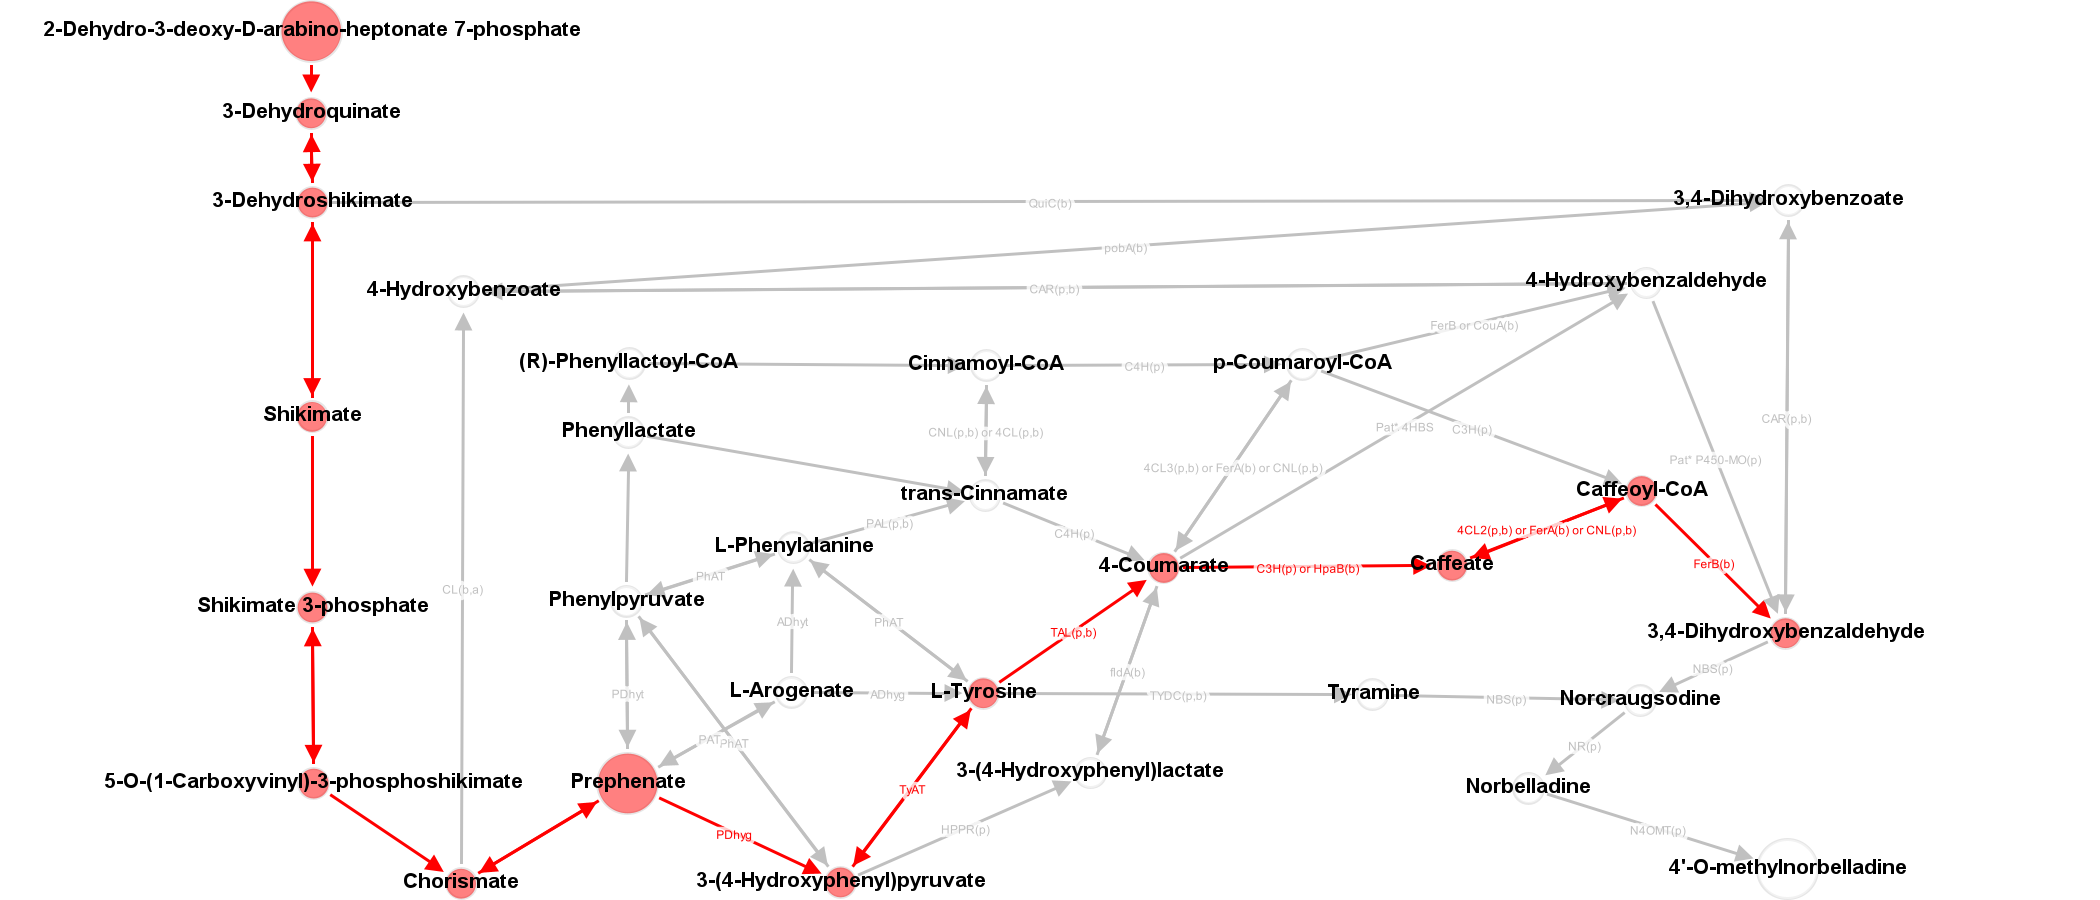 2-Dehydro-3-deoxy-D-arabino-heptonate 7-phosphate
3-Dehydroquinate
3-Dehydroshikimate
QuiC(b)
3,4-Dihydroxybenzoate
pobA(b)
4-Hydroxybenzoate
CAR(p,b)
4-Hydroxybenzaldehyde
FerB or CouA(b)
(R)-Phenyllactoyl-CoA
Cinnamoyl-CoA
C4H(p)
p-Coumaroyl-CoA
Shikimate
Phenyllactate
CNL(p,b) or 4CL(p,b)
Pat* 4HBS
C3H(p)
CAR(p,b)
4CL3(p,b) or FerA(b) or CNL(p,b)
Pat* P450-MO(p)
trans-Cinnamate
Caffeoyl-CoA
PAL(p,b)
C4H(p)
4CL2(p,b) or FerA(b) or CNL(p,b)
L-Phenylalanine
4-Coumarate
C3H(p) or HpaB(b)
Caffeate
FerB(b)
PhAT
CL(b,a)
Shikimate 3-phosphate
Phenylpyruvate
ADhyt
PhAT
TAL(p,b)
3,4-Dihydroxybenzaldehyde
fldA(b)
NBS(p)
PDhyt
L-Arogenate
ADhyg
L-Tyrosine
TYDC(p,b)
Tyramine
NBS(p)
Norcraugsodine
PAT
PhAT
NR(p)
5-O-(1-Carboxyvinyl)-3-phosphoshikimate
Prephenate
TyAT
3-(4-Hydroxyphenyl)lactate
Norbelladine
PDhyg
HPPR(p)
N4OMT(p)
Chorismate
3-(4-Hydroxyphenyl)pyruvate
4'-O-methylnorbelladine